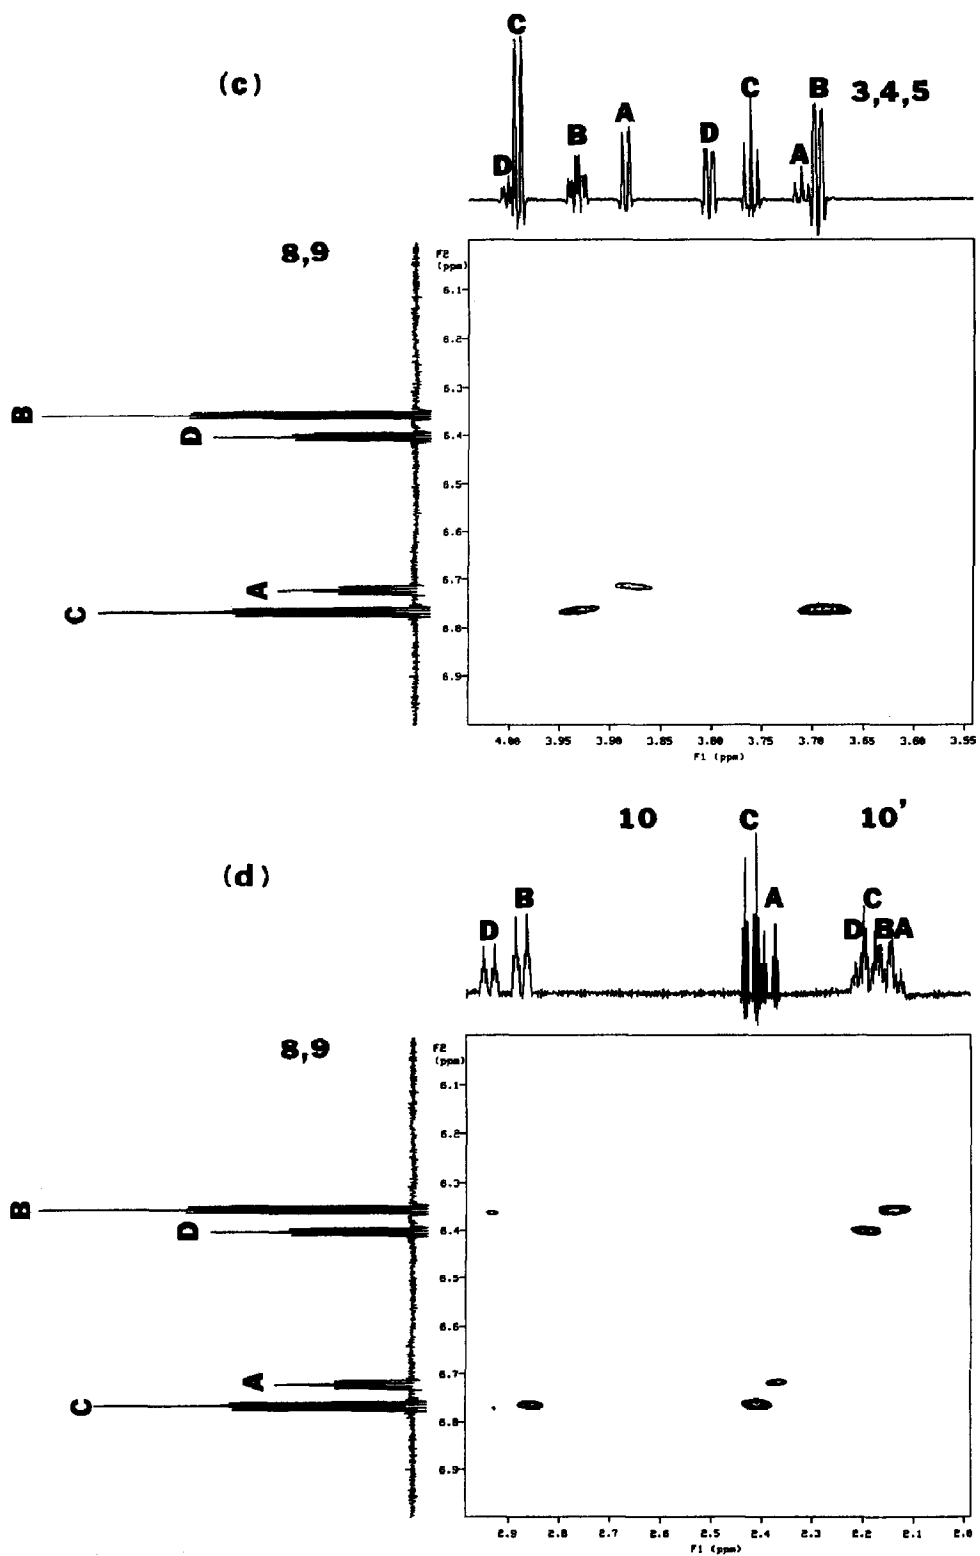 (c)
C
D
B
A
D
C
A
B
3,4,5
8,9
F2
(ppm)
6.1
6.2
6.3
6.4
6.5
6.6
6.7
6.8
6.9
B
D
A
C
4.00 3.95 3.90 3.85 3.80 3.75 3.70 3.65 3.60 3.55
F1 (ppm)
(d)
10
C
10'
D
B
A
D
C
B
A
8,9
F2
(ppm)
6.1
6.2
6.3
6.4
6.5
6.6
6.7
6.8
6.9
B
D
A
C
2.9 2.8 2.7 2.6 2.5 2.4 2.3 2.2 2.1 2.0
F1 (ppm)